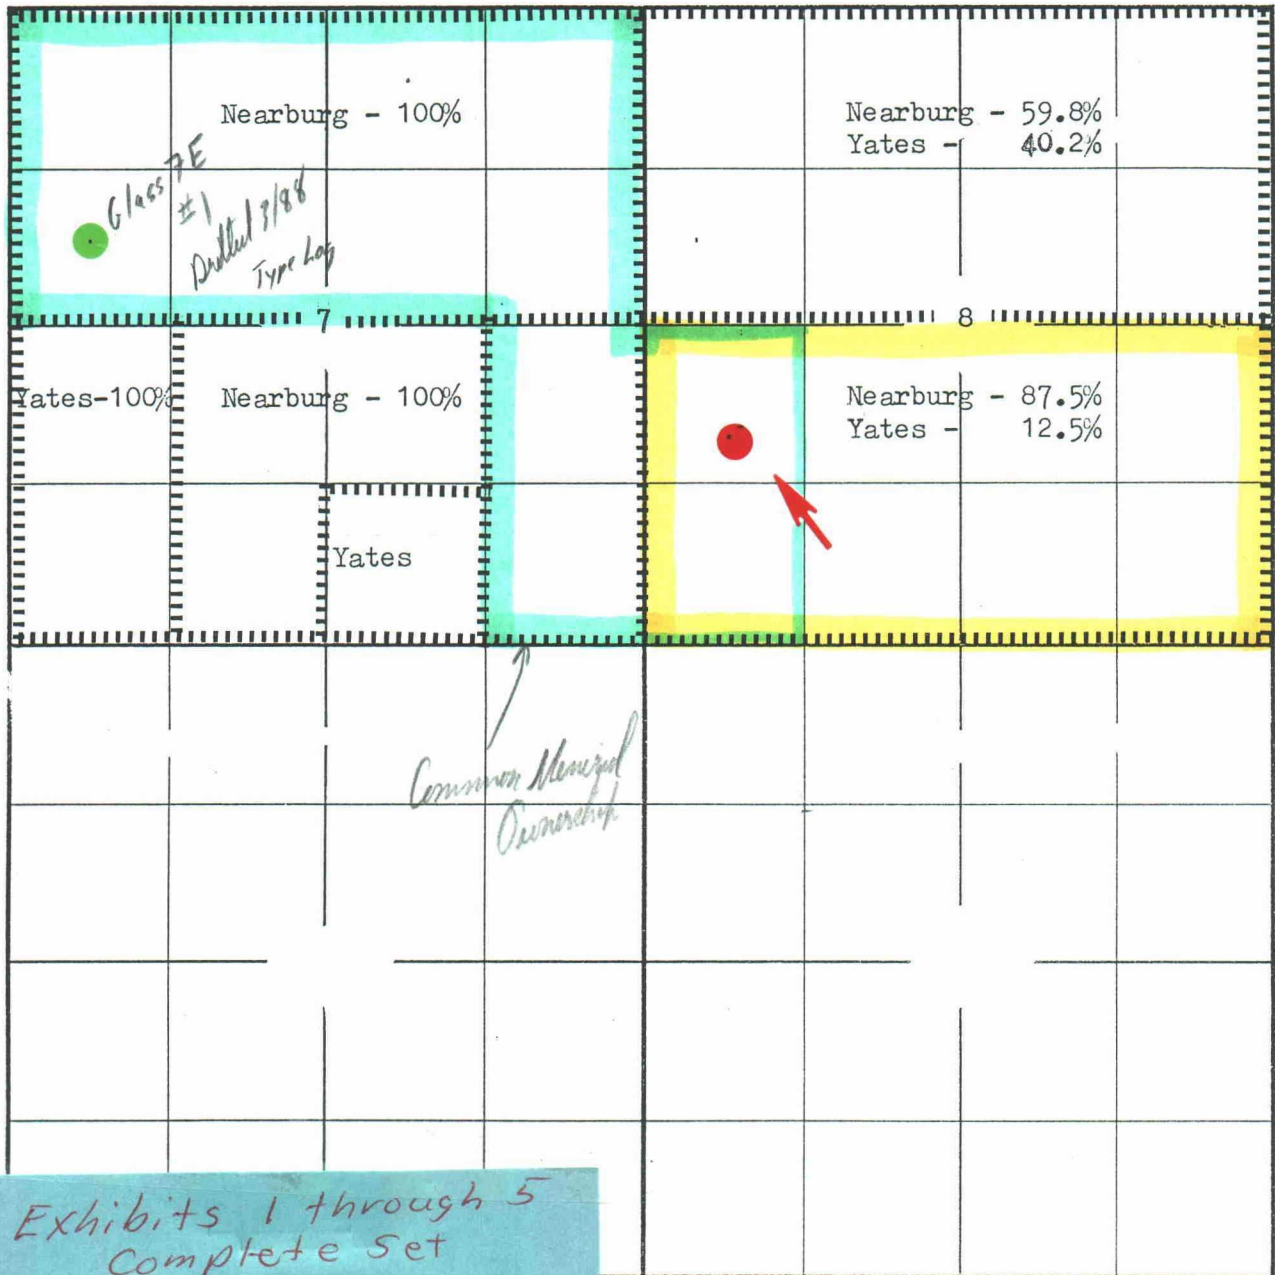 Nearburg - 100%
Nearburg - 59.8%
Yates - 40.2%
Glass 7E
#1
Drilled 3/88
Type Log
7
8
Yates-100%
Nearburg - 100%
Nearburg - 87.5%
Yates - 12.5%
Yates
Common Mineral
Ownership
Exhibits 1 through 5
Complete Set